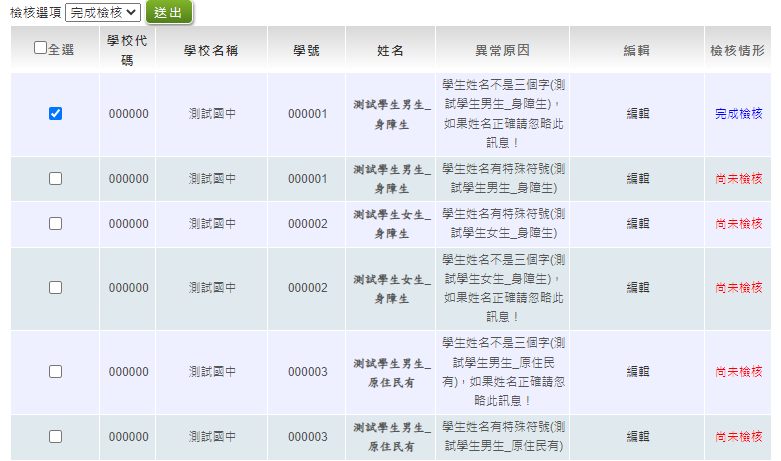 檢核選項 完成檢核 送出
全選 學校代碼 學校名稱 學號 姓名 異常原因 編輯 檢核情形
000000 測試國中 000001 測試學生男生_身障生 學生姓名不是三個字(測試學生男生_身障生)，如果姓名正確請忽略此訊息！ 編輯 完成檢核
000000 測試國中 000001 測試學生男生_身障生 學生姓名有特殊符號(測試學生男生_身障生) 編輯 尚未檢核
000000 測試國中 000002 測試學生女生_身障生 學生姓名有特殊符號(測試學生女生_身障生) 編輯 尚未檢核
000000 測試國中 000002 測試學生女生_身障生 學生姓名不是三個字(測試學生女生_身障生)，如果姓名正確請忽略此訊息！ 編輯 尚未檢核
000000 測試國中 000003 測試學生男生_原住民有 學生姓名不是三個字(測試學生男生_原住民有)，如果姓名正確請忽略此訊息！ 編輯 尚未檢核
000000 測試國中 000003 測試學生男生_原住民有 學生姓名有特殊符號(測試學生男生_原住民有) 編輯 尚未檢核